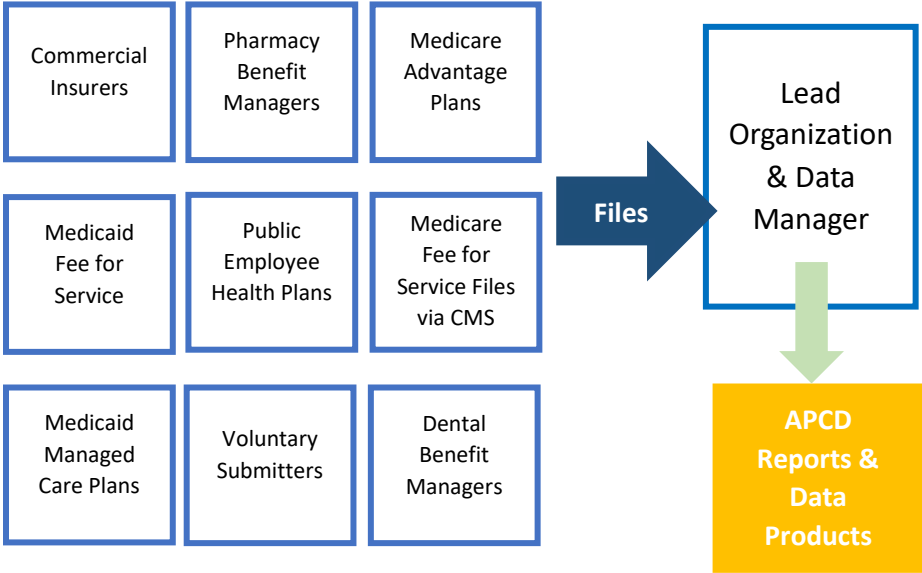 Commercial
Insurers
Pharmacy
Benefit
Managers
Medicare
Advantage
Plans
Medicaid
Fee for
Service
Public
Employee
Health Plans
Medicare
Fee for
Service Files
via CMS
Medicaid
Managed
Care Plans
Voluntary
Submitters
Dental
Benefit
Managers
Files
Lead
Organization
& Data
Manager
APCD
Reports &
Data
Products